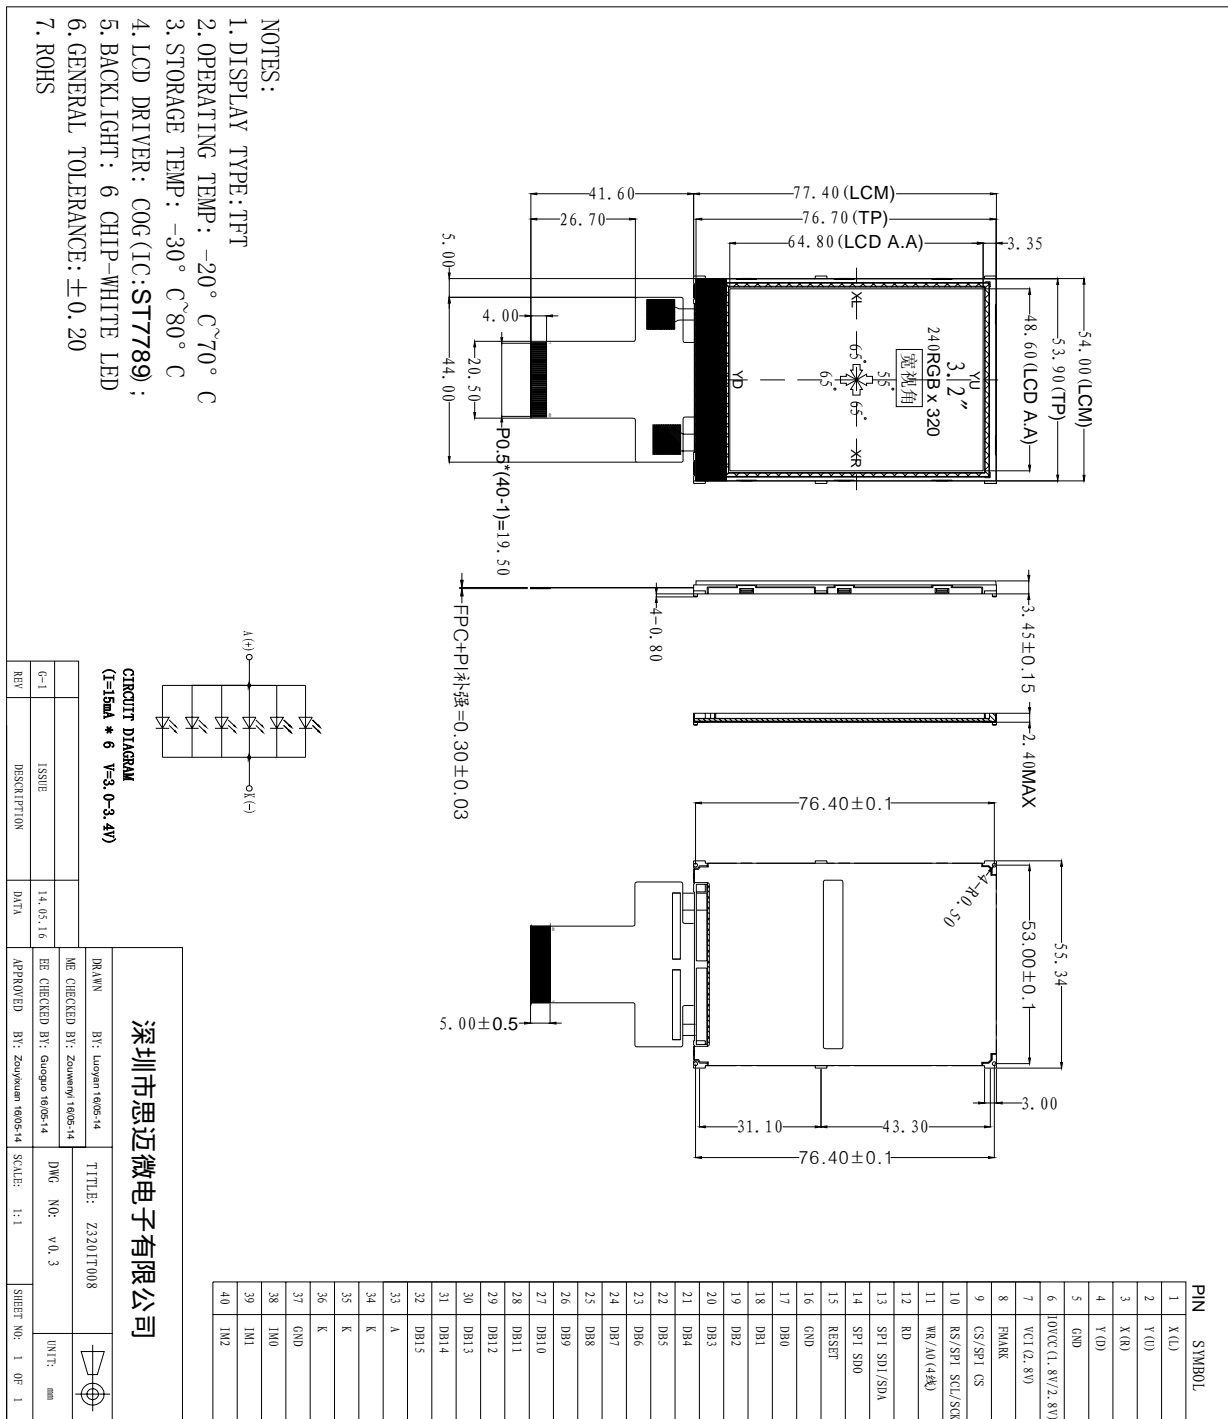 NOTES:
1. DISPLAY TYPE:TFT
2. OPERATING TEMP: -20° C~70° C
3. STORAGE TEMP: -30° C~80° C
4. LCD DRIVER: COG(IC:ST7789);
5. BACKLIGHT: 6 CHIP-WHITE LED
6. GENERAL TOLERANCE: ±0.20
7. ROHS
54.00(LCM)
53.90(TP)
48.60(LCD A.A)
77.40(LCM)
76.70(TP)
64.80(LCD A.A)
3.35
41.60
26.70
5.00
4.00
20.50
44.00
P0.5*(40-1)=19.50
3.2"
240RGB x 320
宽视角
YU
YD
XL
XR
65°
55°
65°
65°
3.45±0.15
4-0.80
FPC+PI补强=0.30±0.03
2.40MAX
76.40±0.1
55.34
53.00±0.1
4-R0.50
5.00±0.5
3.00
31.10
43.30
76.40±0.1
A(+)
K(-)
CIRCUIT DIAGRAM
(I=15mA * 6 V=3.0-3.4V)
PIN SYMBOL
1 X(L)
2 Y(U)
3 X(R)
4 Y(D)
5 GND
6 IOVCC(1.8V/2.8V)
7 VCI(2.8V)
8 FMARK
9 CS/SPI CS
10 RS/SPI SCL/SCK
11 WR/A0(4线)
12 RD
13 SPI SDI/SDA
14 SPI SDO
15 RESET
16 GND
17 DB0
18 DB1
19 DB2
20 DB3
21 DB4
22 DB5
23 DB6
24 DB7
25 DB8
26 DB9
27 DB10
28 DB11
29 DB12
30 DB13
31 DB14
32 DB15
33 A
34 K
35 K
36 K
37 GND
38 IM0
39 IM1
40 IM2
G-1 ISSUE 14.05.16
REV DESCRIPTION DATA
深圳市思迈微电子有限公司
DRAWN BY: Luoyan 16/05-14
ME CHECKED BY: Zouwenyi 16/05-14
EE CHECKED BY: Guoguo 16/05-14
APPROVED BY: Zouyixuan 16/05-14
TITLE: Z320IT008
DWG NO: v0.3
UNIT: mm
SCALE: 1:1
SHEET NO: 1 OF 1